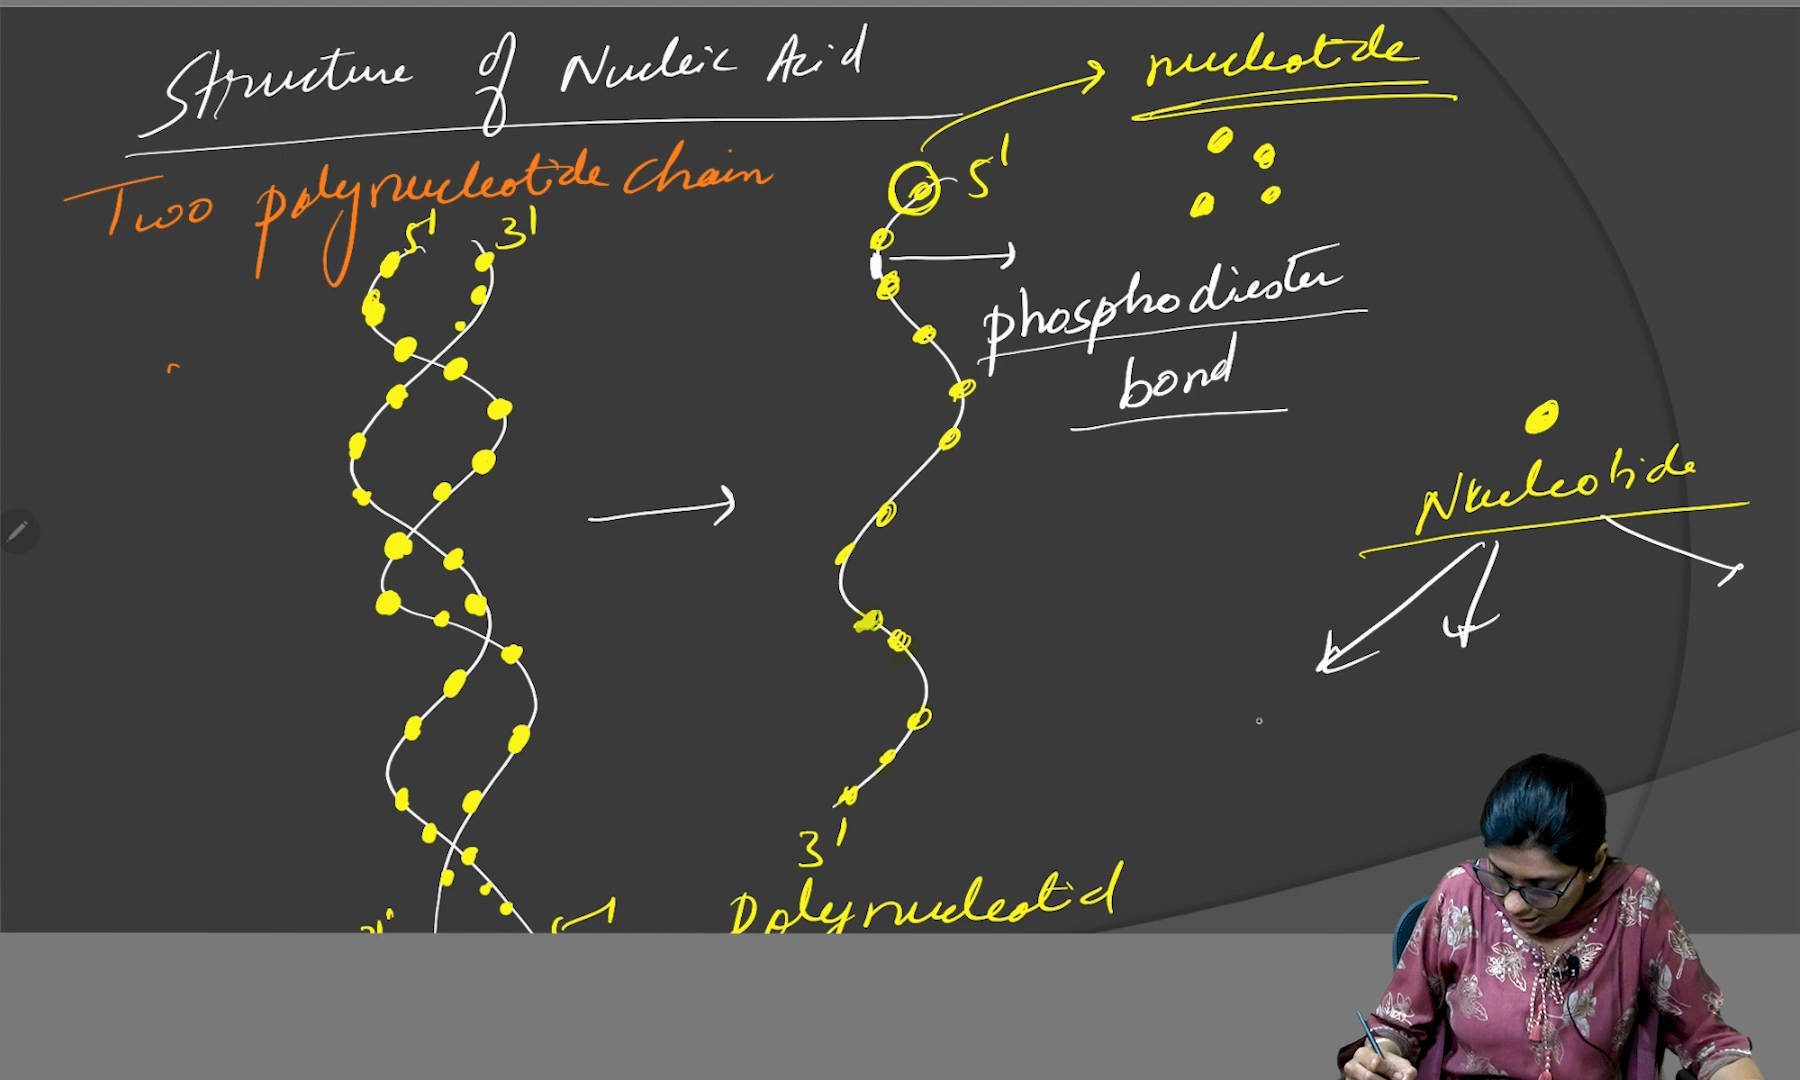 Structure of Nucleic Acid
Two polynucleotide chain
5' 3'
nucleotide
5'
phosphodiester
bond
Nucleotide
3'
Polynucleotid